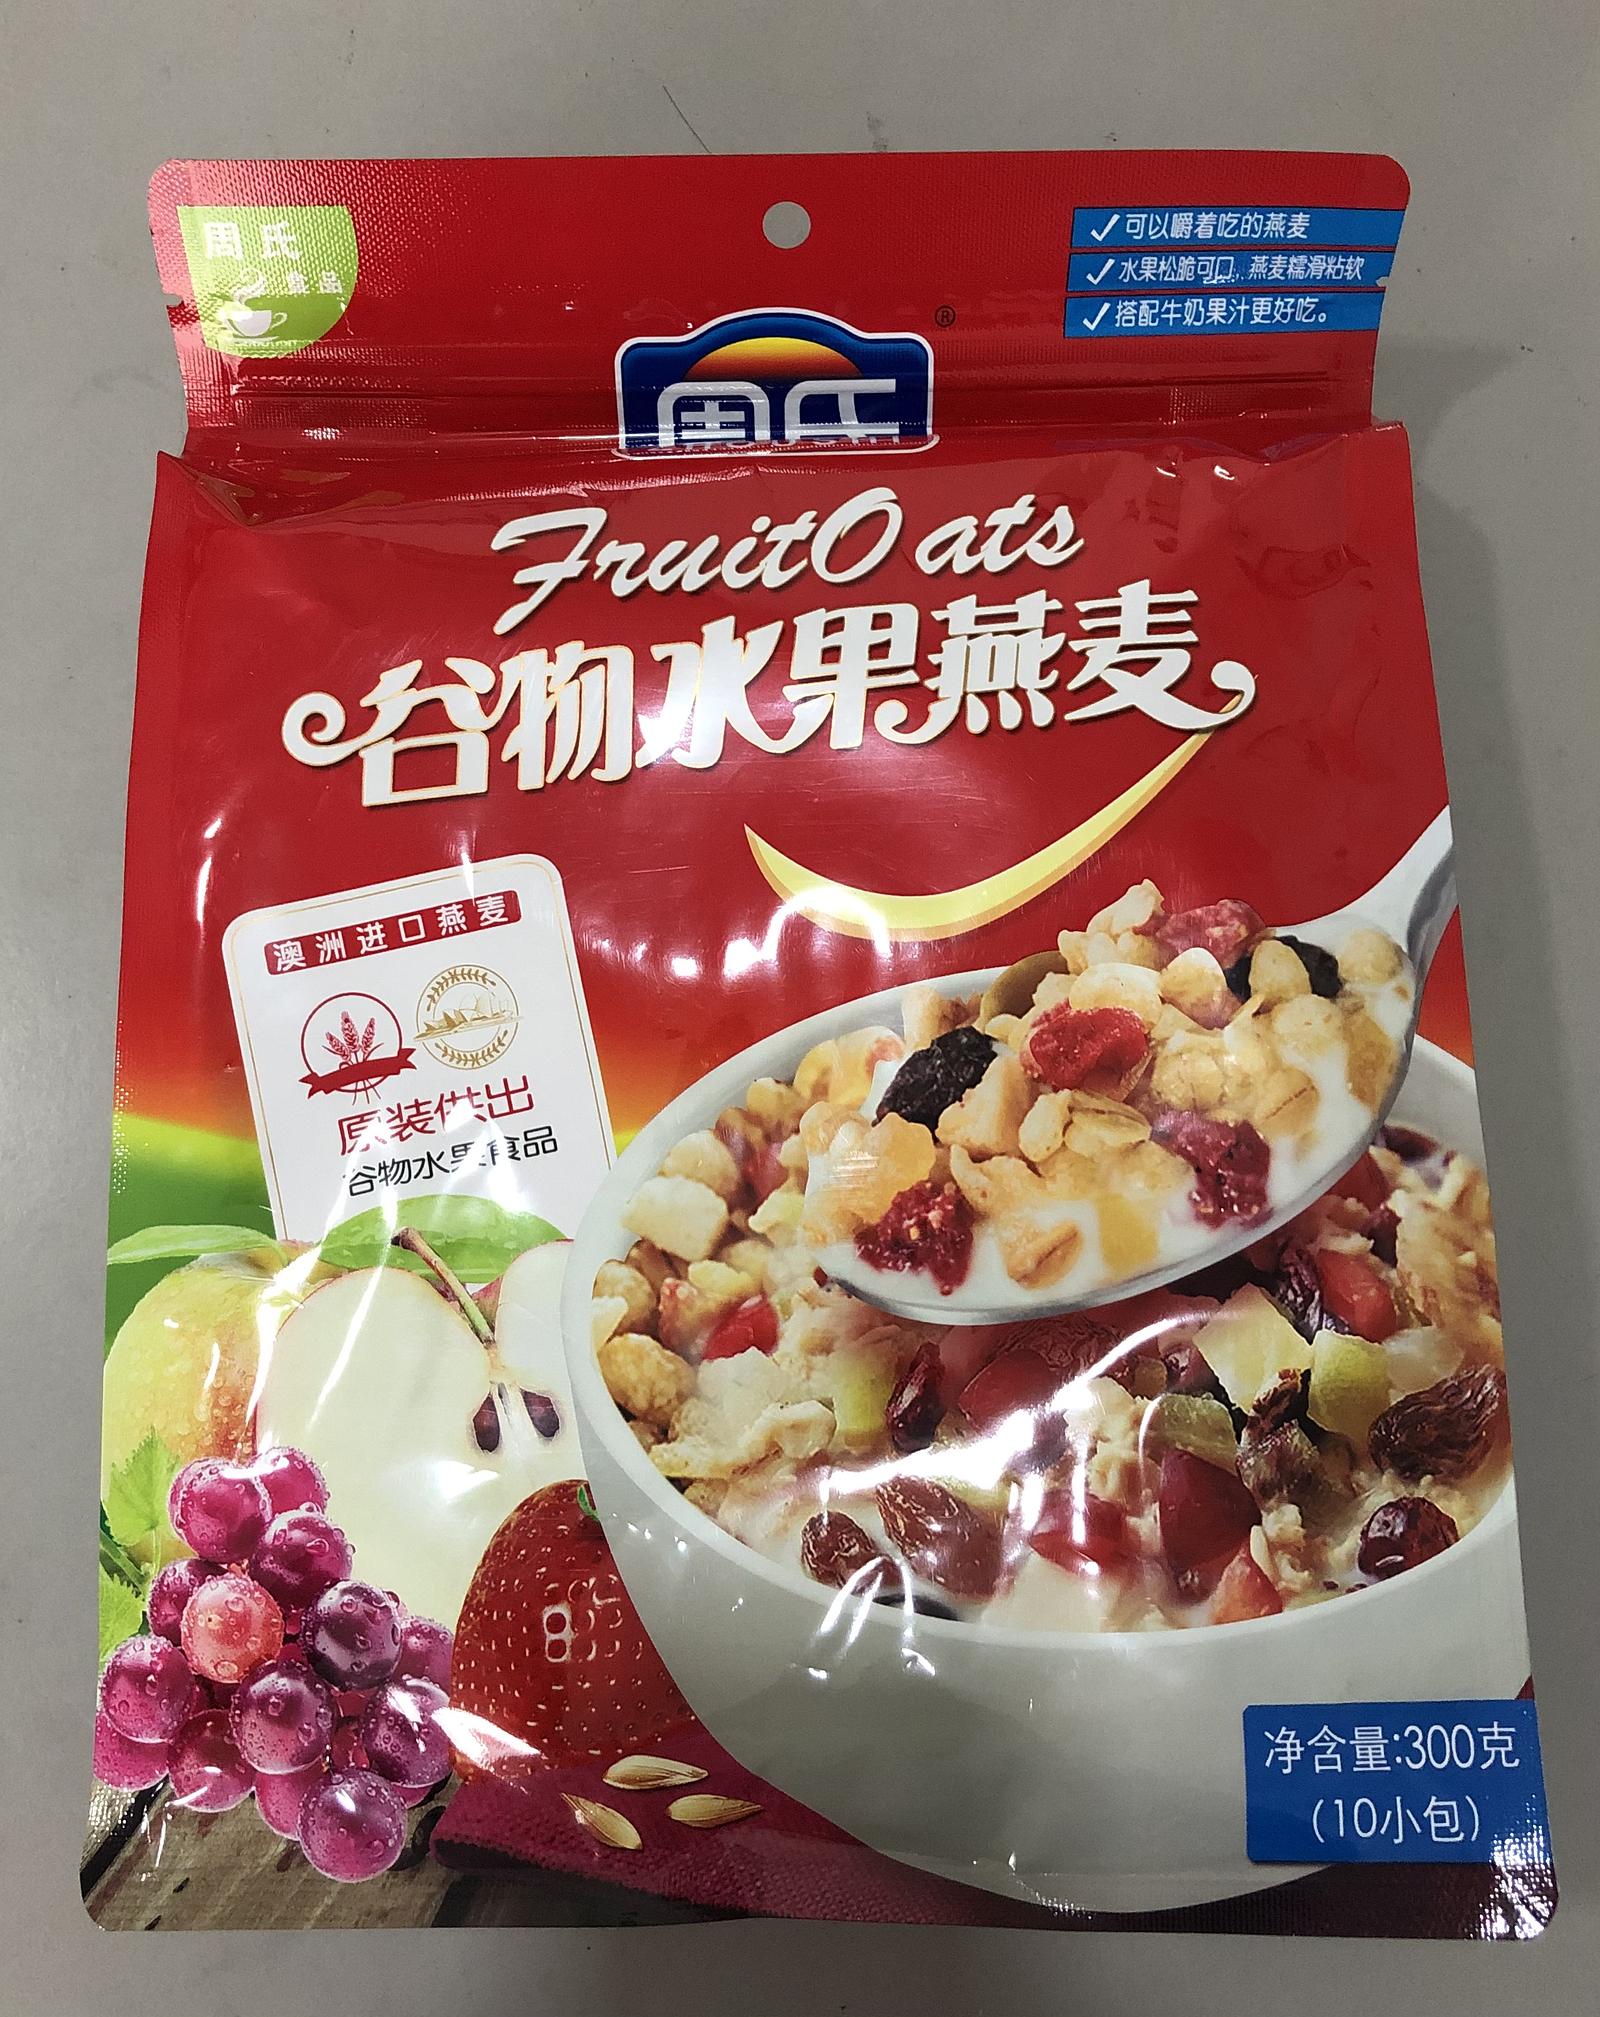 周氏
食品
可以嚼着吃的燕麦
水果松脆可口,燕麦糯滑粘软
搭配牛奶果汁更好吃。
®
周氏
FruitOats
谷物水果燕麦
澳洲进口燕麦
原装供出
谷物水果食品
净含量:300克
(10小包)